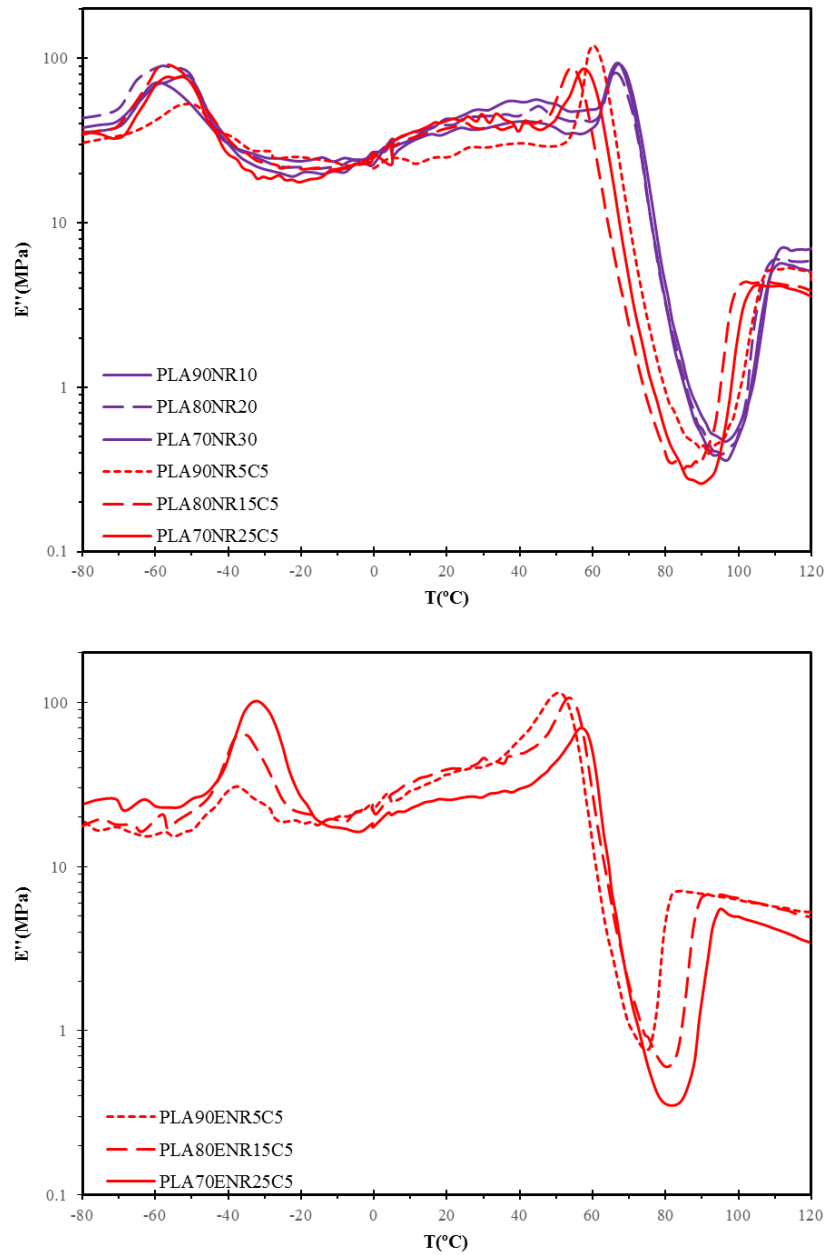 100
10
1
0.1
E''(MPa)
PLA90NR10
PLA80NR20
PLA70NR30
PLA90NR5C5
PLA80NR15C5
PLA70NR25C5
-80 -60 -40 -20 0 20 40 60 80 100 120
T(ºC)
100
10
1
0.1
E''(MPa)
PLA90ENR5C5
PLA80ENR15C5
PLA70ENR25C5
-80 -60 -40 -20 0 20 40 60 80 100 120
T(ºC)